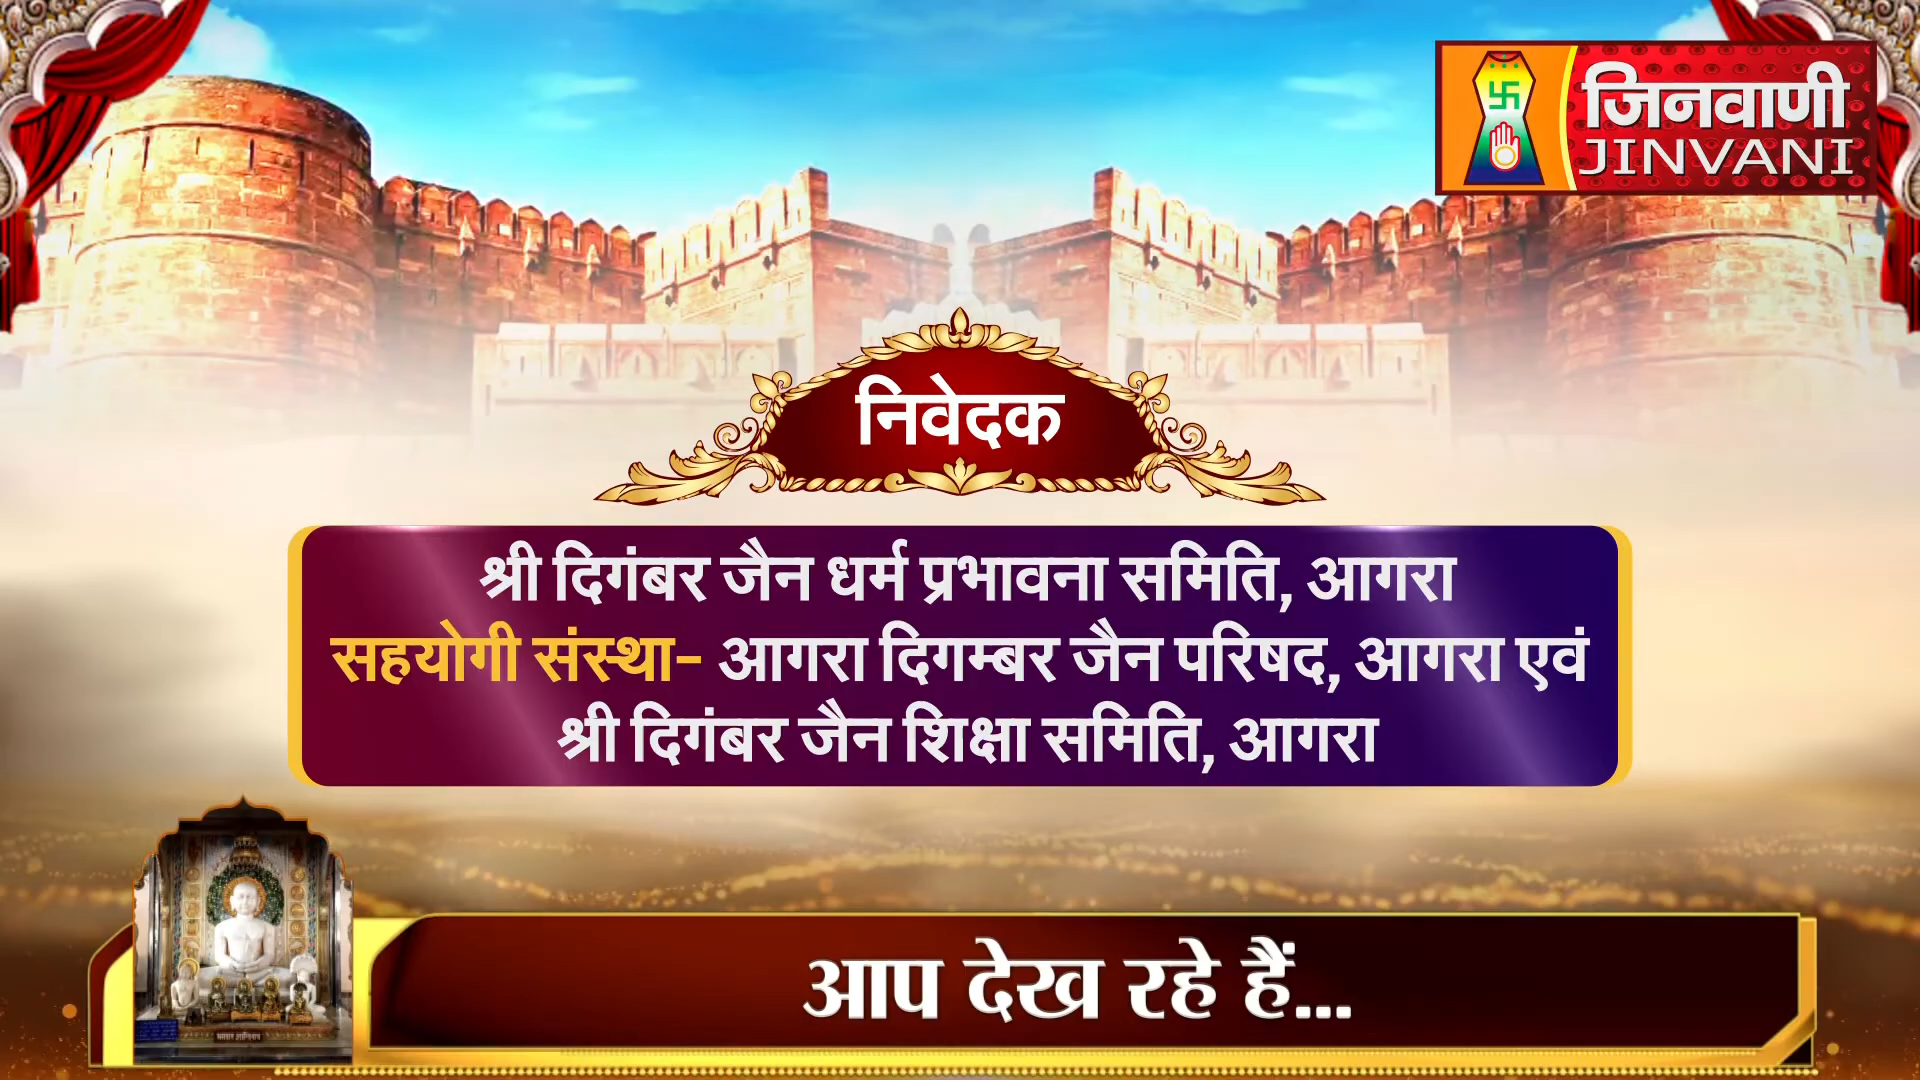 जिनवाणी
JINVANI
निवेदक
श्री दिगंबर जैन धर्म प्रभावना समिति, आगरा
सहयोगी संस्था- आगरा दिगम्बर जैन परिषद, आगरा एवं
श्री दिगंबर जैन शिक्षा समिति, आगरा
आप देख रहे हैं...